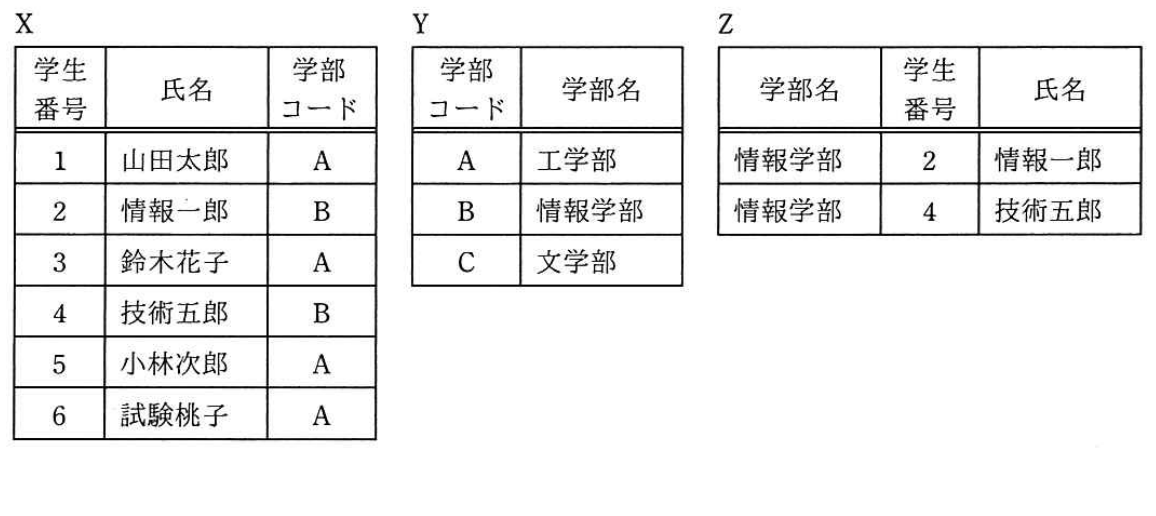 X
学生番号 氏名 学部コード
1 山田太郎 A
2 情報一郎 B
3 鈴木花子 A
4 技術五郎 B
5 小林次郎 A
6 試験桃子 A
Y
学部コード 学部名
A 工学部
B 情報学部
C 文学部
Z
学部名 学生番号 氏名
情報学部 2 情報一郎
情報学部 4 技術五郎